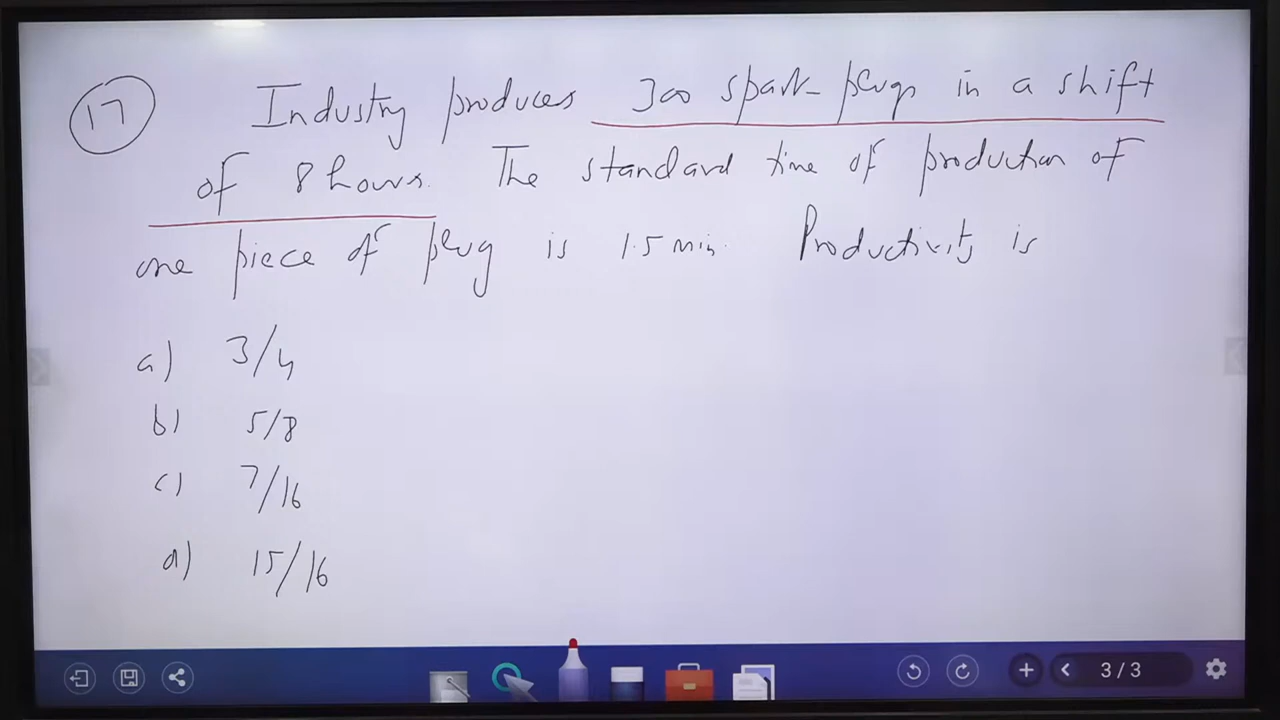 17
Industry produces 300 spark plugs in a shift
of 8 hours. The standard time of production of
one piece of plug is 1.5 min. Productivity is
a) 3/4
b) 5/8
c) 7/16
d) 15/16
3/3